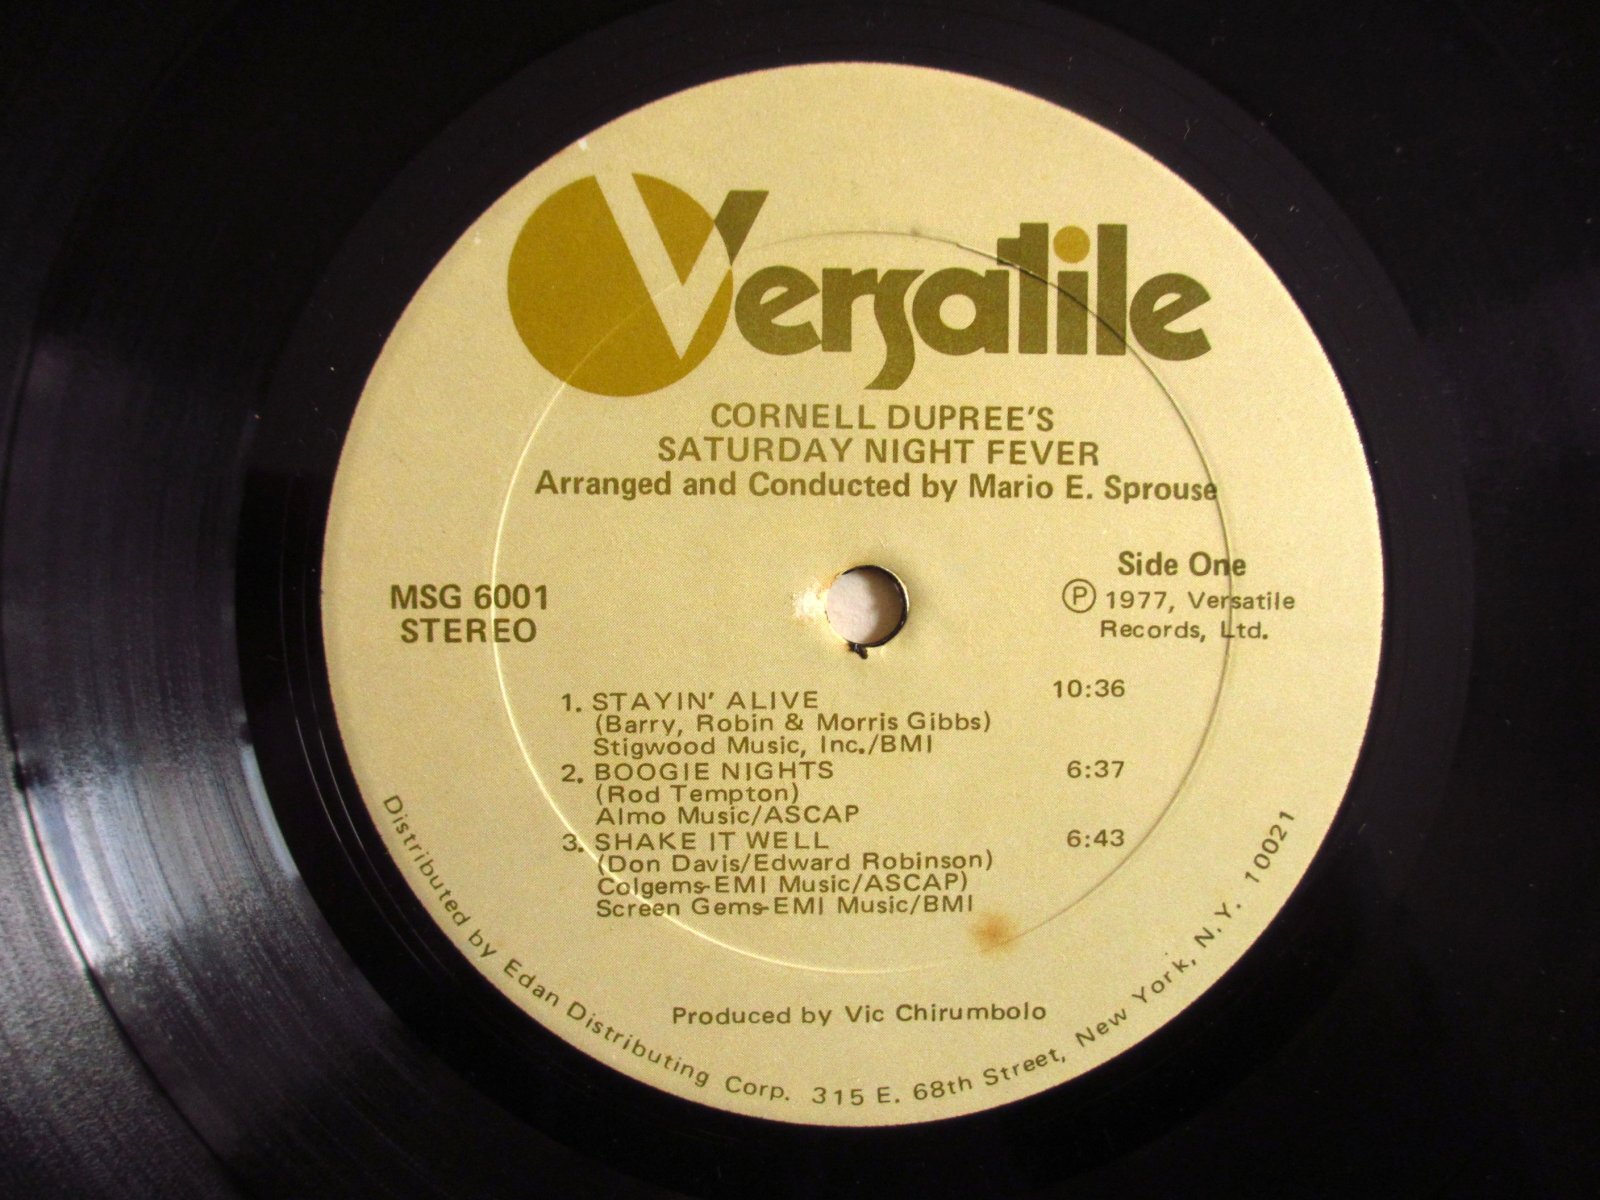 Versatile
CORNELL DUPREE'S
SATURDAY NIGHT FEVER
Arranged and Conducted by Mario E. Sprouse
MSG 6001
STEREO
Side One
Ⓟ 1977, Versatile
Records, Ltd.
1. STAYIN' ALIVE 10:36
(Barry, Robin & Morris Gibbs)
Stigwood Music, Inc./BMI
2. BOOGIE NIGHTS 6:37
(Rod Tempton)
Almo Music/ASCAP
3. SHAKE IT WELL 6:43
(Don Davis/Edward Robinson)
Colgems-EMI Music/ASCAP)
Screen Gems-EMI Music/BMI
Produced by Vic Chirumbolo
Distributed by Edan Distributing Corp. 315 E. 68th Street, New York, N.Y. 10021